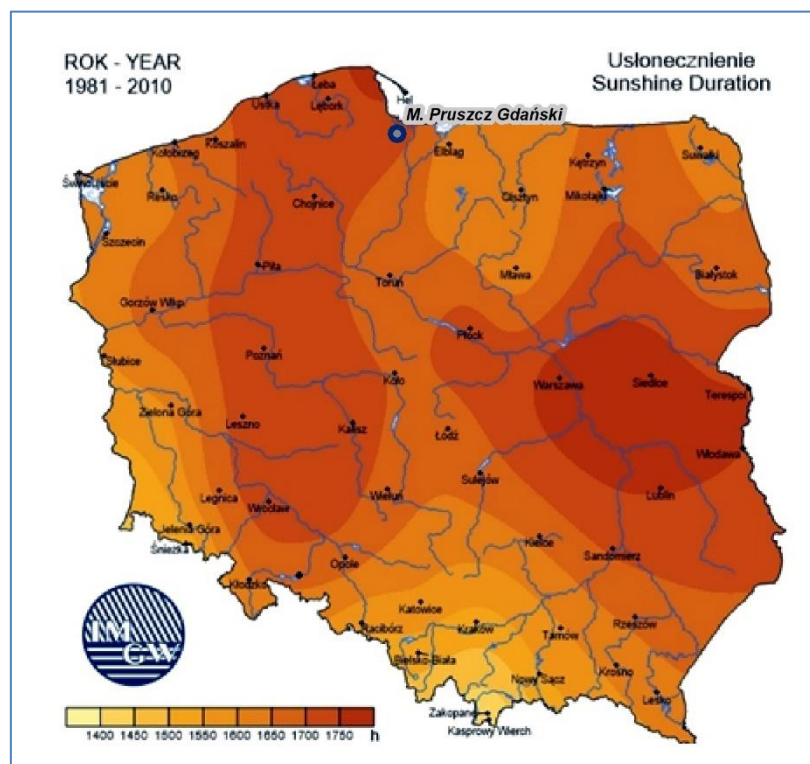 ROK - YEAR
1981 - 2010
Usłonecznienie
Sunshine Duration
Łeba
Hel
Ustka
Lębork
M. Pruszcz Gdański
Koszalin
Kołobrzeg
Elbląg
Kętrzyn
Suwałki
Świnoujście
Resko
Chojnice
Olsztyn
Mikołajki
Szczecin
Piła
Toruń
Mława
Białystok
Gorzów Wlkp.
Płock
Słubice
Poznań
Koło
Warszawa
Siedlce
Terespol
Zielona Góra
Leszno
Kalisz
Łódź
Włodawa
Sulejów
Legnica
Wieluń
Lublin
Wrocław
Jelenia Góra
Śnieżka
Kielce
Sandomierz
Opole
Kłodzko
Katowice
Racibórz
Kraków
Tarnów
Rzeszów
Bielsko-Biała
Nowy Sącz
Krosno
Lesko
Zakopane
Kasprowy Wierch
IM
GW
1400 1450 1500 1550 1600 1650 1700 1750 h